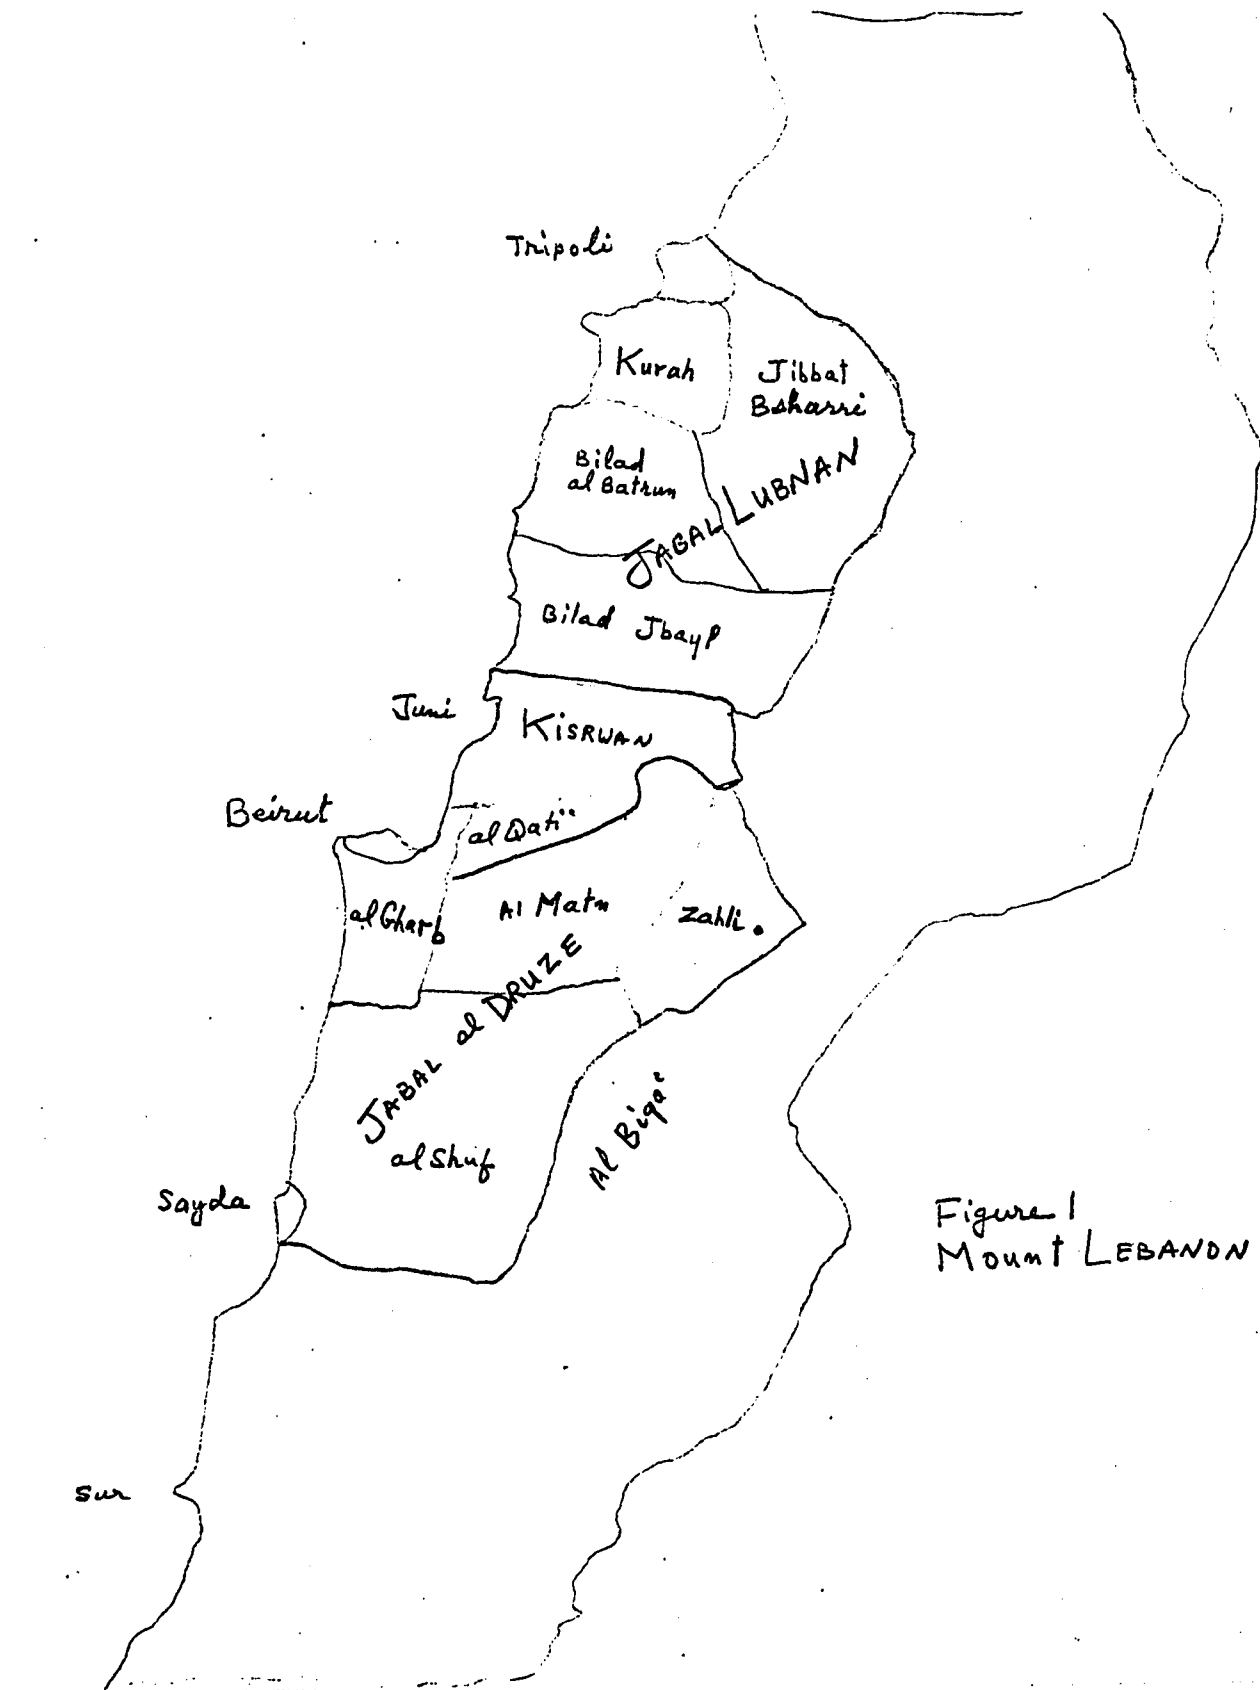 Tripoli
Kurah
Jibbat
Bsharri
Bilad
al Batrun
JABAL LUBNAN
Bilad Jbayl
Juni
KISRWAN
Beirut
al Qati"
al Gharb
Al Matn
Zahli
JABAL al DRUZE
al Shuf
Al Biqaʿ
Sayda
Figure 1
Mount LEBANON
Sur